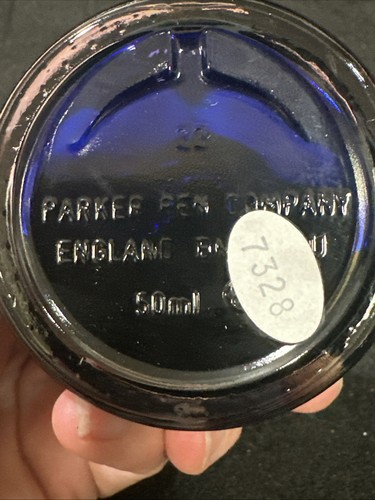 PARKER PEN COMPANY
ENGLAND
50ml
7328